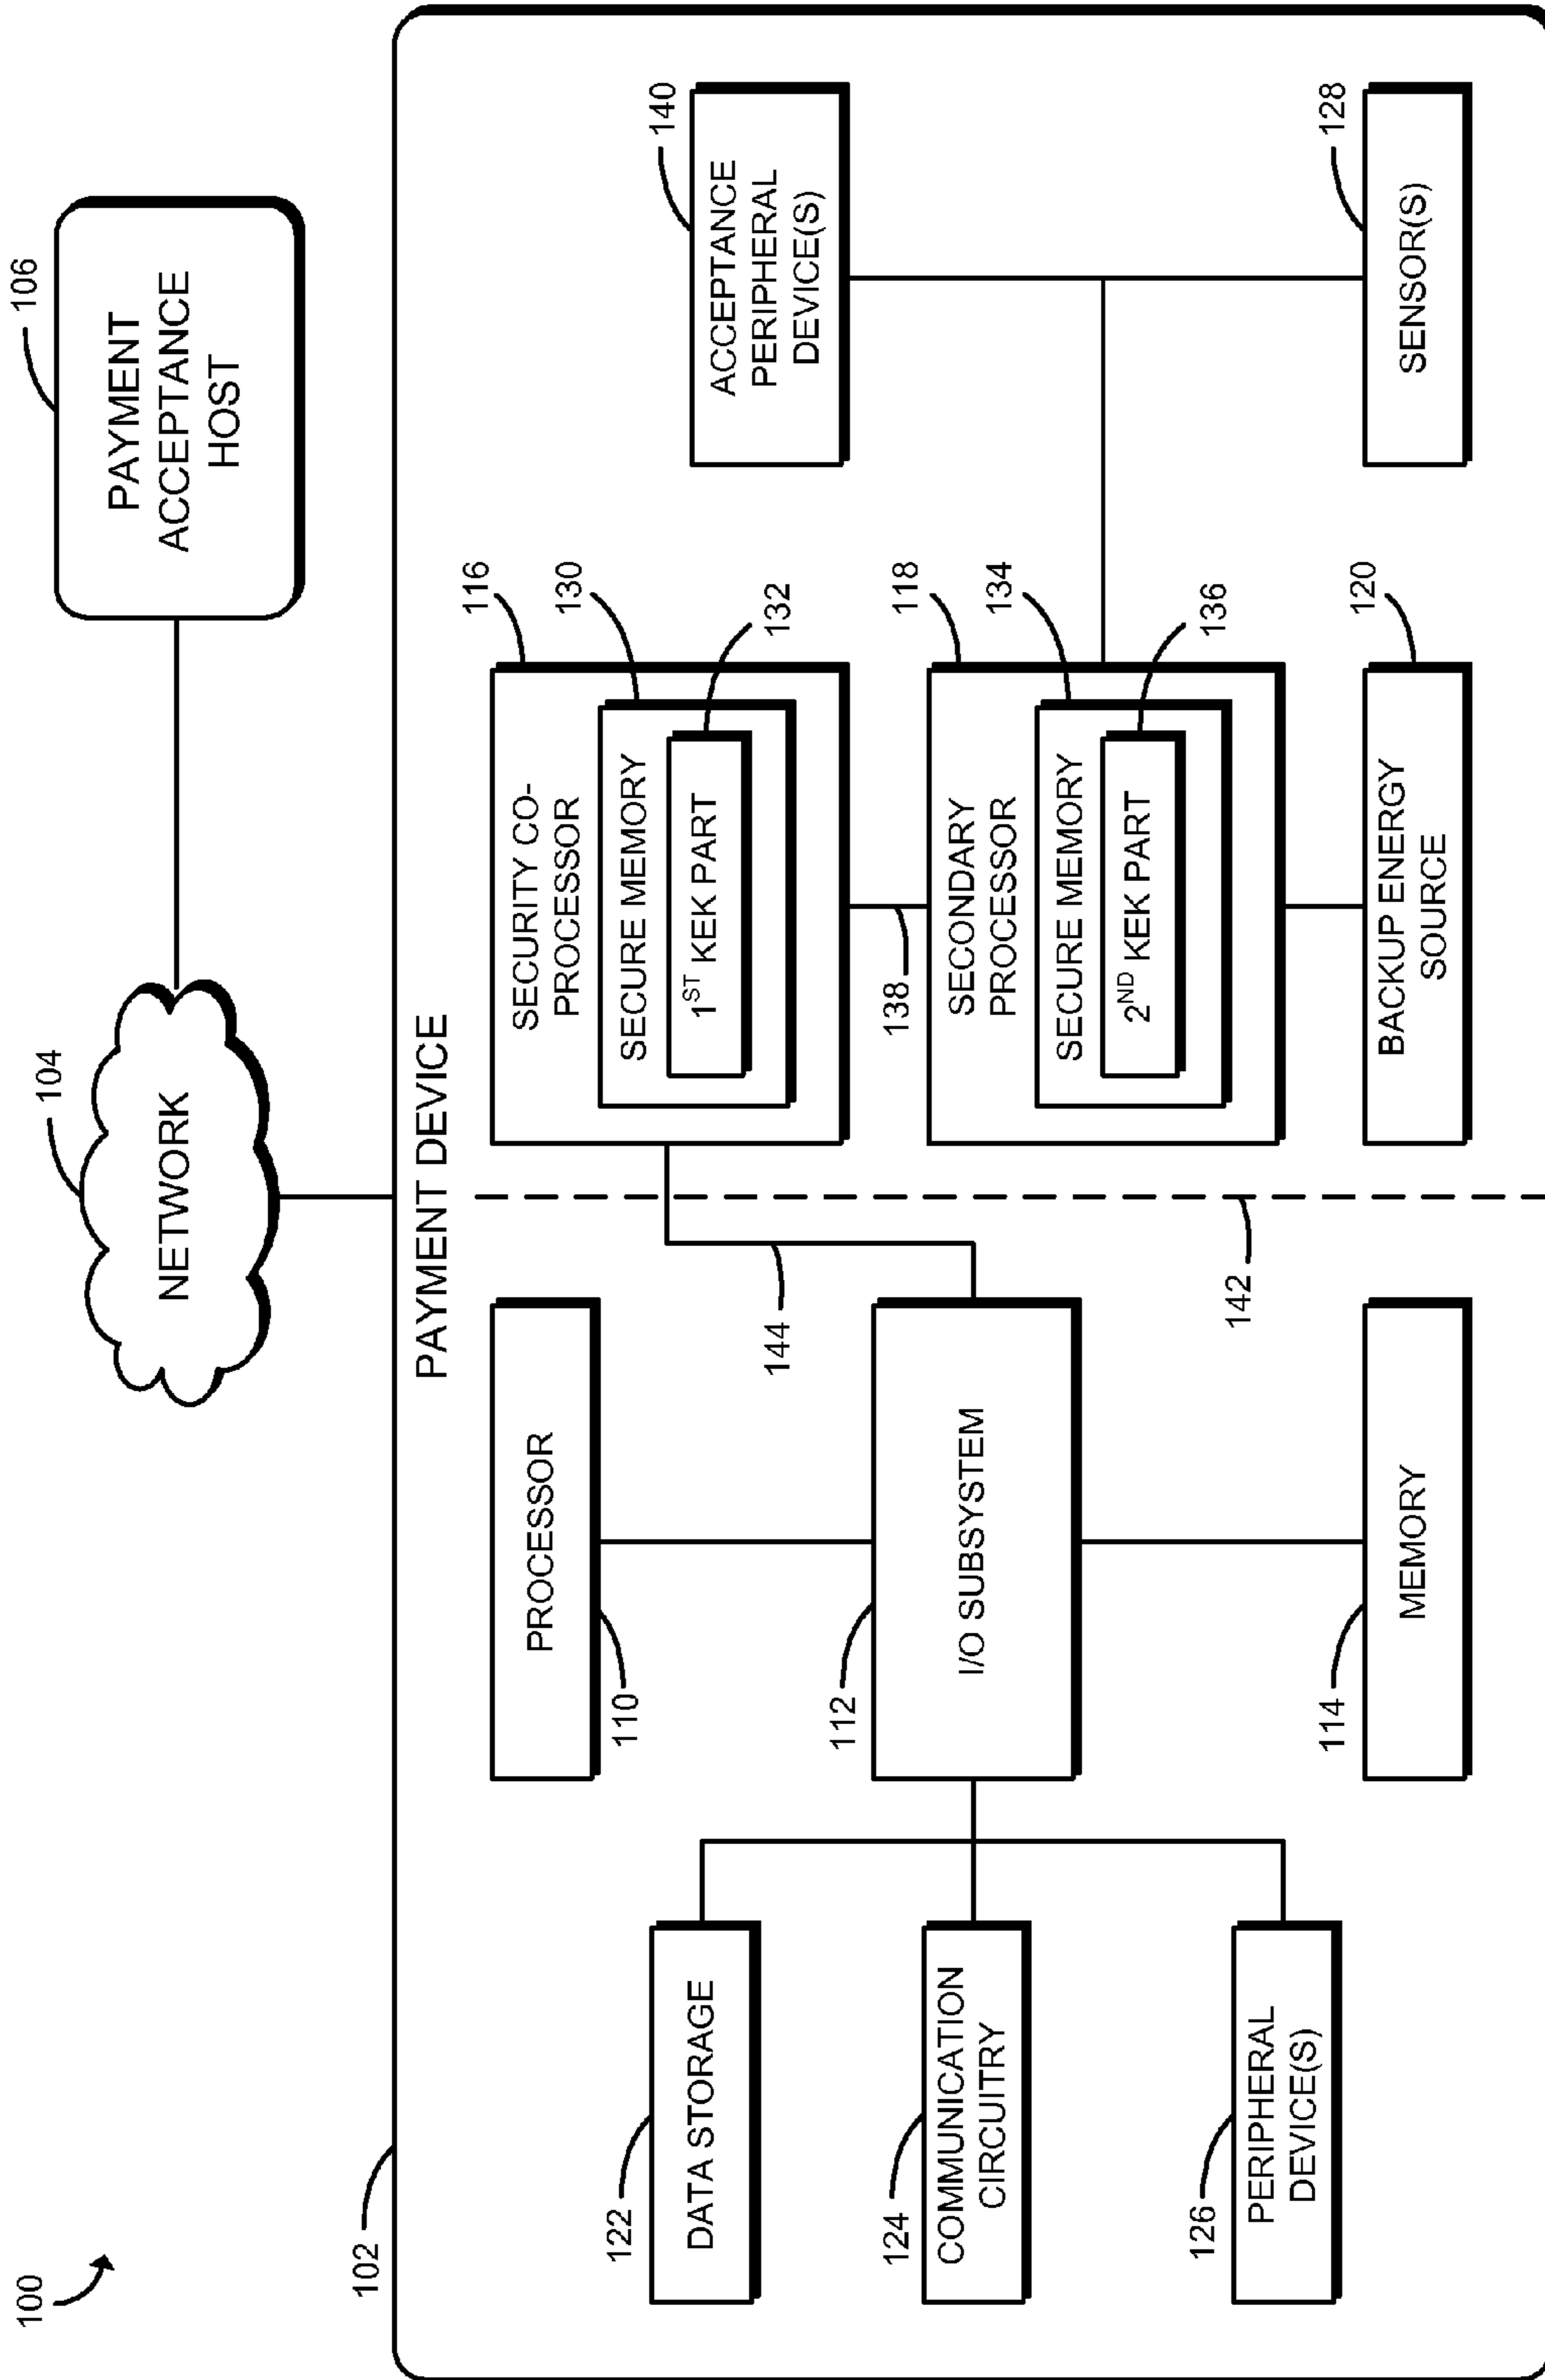 100
104
NETWORK
106
PAYMENT
ACCEPTANCE
HOST
102
PAYMENT DEVICE
122
DATA STORAGE
124
COMMUNICATION
CIRCUITRY
126
PERIPHERAL
DEVICE(S)
PROCESSOR
110
112
I/O SUBSYSTEM
114
MEMORY
144
142
116
SECURITY CO-
PROCESSOR
130
SECURE MEMORY
132
1ST KEK PART
138
118
SECONDARY
PROCESSOR
134
SECURE MEMORY
136
2ND KEK PART
120
BACKUP ENERGY
SOURCE
140
ACCEPTANCE
PERIPHERAL
DEVICE(S)
128
SENSOR(S)